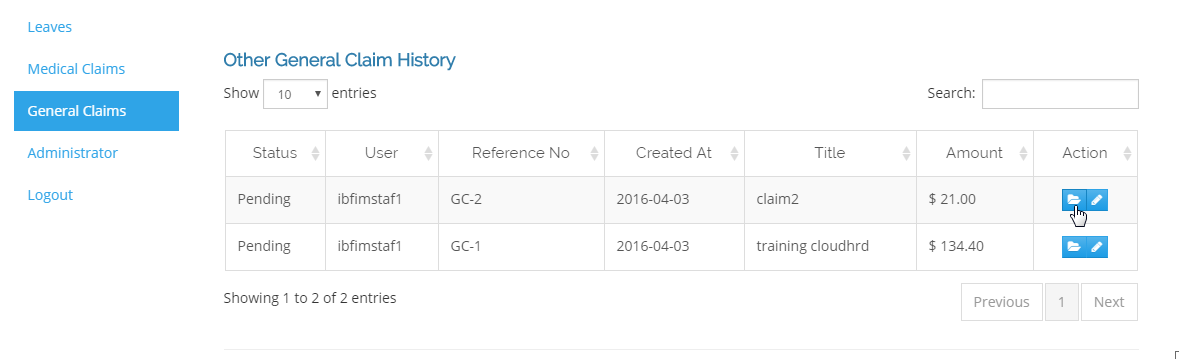 Leaves
Medical Claims
General Claims
Administrator
Logout
Other General Claim History
Show 10 entries
Search:
Status User Reference No Created At Title Amount Action
Pending ibfimstaf1 GC-2 2016-04-03 claim2 $ 21.00
Pending ibfimstaf1 GC-1 2016-04-03 training cloudhrd $ 134.40
Showing 1 to 2 of 2 entries
Previous 1 Next